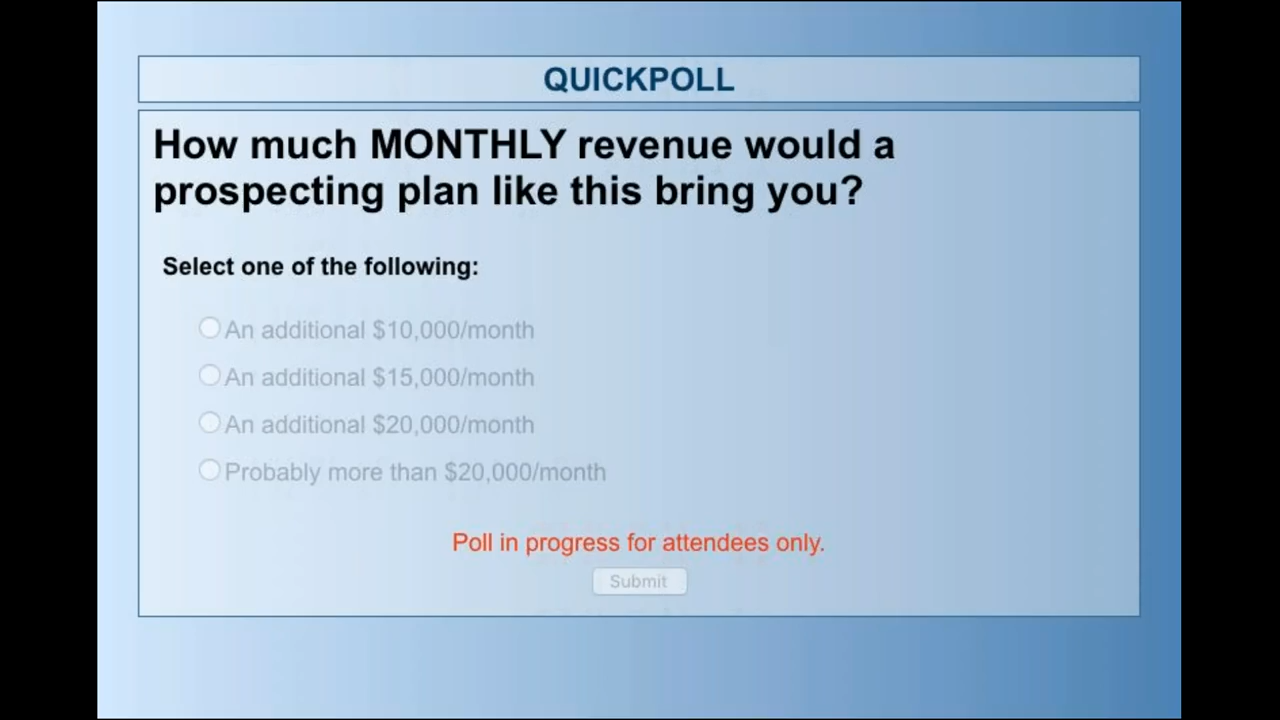 QUICKPOLL
How much MONTHLY revenue would a
prospecting plan like this bring you?
Select one of the following:
An additional $10,000/month
An additional $15,000/month
An additional $20,000/month
Probably more than $20,000/month
Poll in progress for attendees only.
Submit